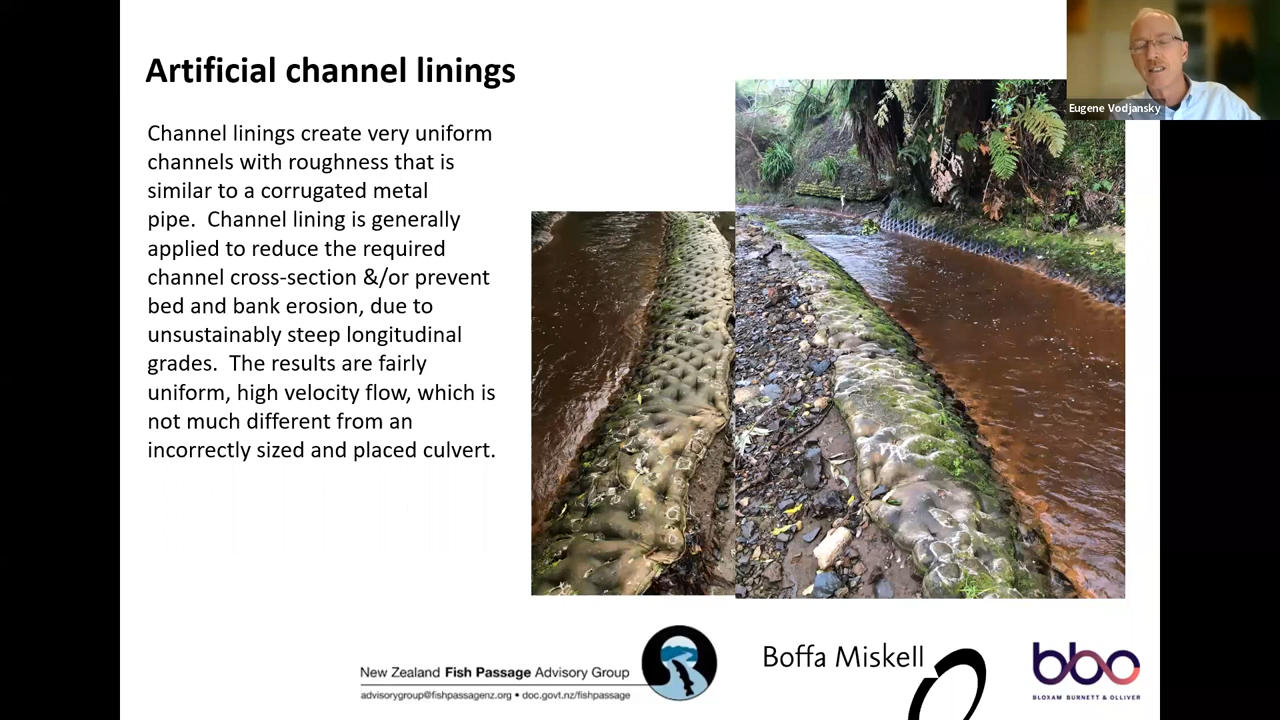 Artificial channel linings
Eugene Vodjansky
Channel linings create very uniform
channels with roughness that is
similar to a corrugated metal
pipe.  Channel lining is generally
applied to reduce the required
channel cross-section &/or prevent
bed and bank erosion, due to
unsustainably steep longitudinal
grades.  The results are fairly
uniform, high velocity flow, which is
not much different from an
incorrectly sized and placed culvert.
New Zealand Fish Passage Advisory Group
advisorygroup@fishpassagenz.org • doc.govt.nz/fishpassage
Boffa Miskell
bbo
BLOXAM BURNETT & OLLIVER